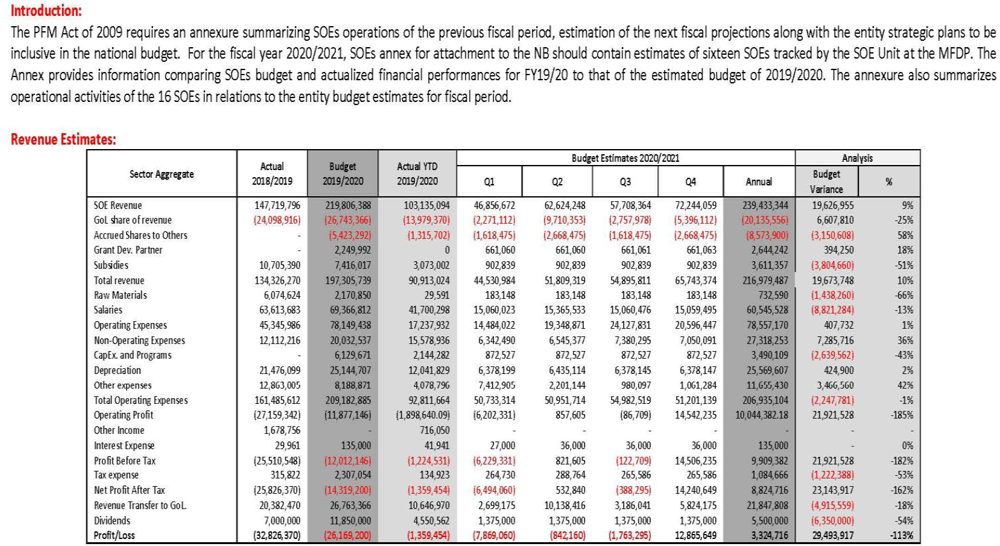 Introduction:
The PFM Act of 2009 requires an annexure summarizing SOEs operations of the previous fiscal period, estimation of the next fiscal projections along with the entity strategic plans to be
inclusive in the national budget. For the fiscal year 2020/2021, SOEs annex for attachment to the NB should contain estimates of sixteen SOEs tracked by the SOE Unit at the MFDP. The
Annex provides information comparing SOEs budget and actualized financial performances for FY19/20 to that of the estimated budget of 2019/2020. The annexure also summarizes
operational activities of the 16 SOEs in relations to the entity budget estimates for fiscal period.
Revenue Estimates:
Sector Aggregate Actual 2018/2019 Budget 2019/2020 Actual YTD 2019/2020 Budget Estimates 2020/2021 Analysis
Q1 Q2 Q3 Q4 Annual Budget Variance %
SOE Revenue 147,719,796 219,806,388 103,135,094 46,856,672 62,624,248 57,708,364 72,244,059 239,433,344 19,626,955 9%
GoL share of revenue (24,098,916) (26,743,366) (13,979,370) (2,271,112) (9,710,353) (2,757,978) (5,396,112) (20,135,556) 6,607,810 -25%
Accrued Shares to Others - (5,423,292) (1,315,702) (1,618,475) (2,668,475) (1,618,475) (2,668,475) (8,573,900) (3,150,608) 58%
Grant Dev. Partner - 2,249,992 0 661,060 661,060 661,061 661,063 2,644,242 394,250 18%
Subsidies 10,705,390 7,416,017 3,073,002 902,839 902,839 902,839 902,839 3,611,357 (3,804,660) -51%
Total revenue 134,326,270 197,305,739 90,913,024 44,530,984 51,809,319 54,895,811 65,743,374 216,979,487 19,673,748 10%
Raw Materials 6,074,624 2,170,850 29,591 183,148 183,148 183,148 183,148 732,590 (1,438,260) -66%
Salaries 63,613,683 69,366,812 41,700,298 15,060,023 15,365,533 15,060,476 15,059,495 60,545,528 (8,821,284) -13%
Operating Expenses 45,345,986 78,149,438 17,237,932 14,484,022 19,348,871 24,127,831 20,596,447 78,557,170 407,732 1%
Non-Operating Expenses 12,112,216 20,032,537 15,578,936 6,342,490 6,545,377 7,380,295 7,050,091 27,318,253 7,285,716 36%
CapEx. and Programs - 6,129,671 2,144,282 872,527 872,527 872,527 872,527 3,490,109 (2,639,562) -43%
Depreciation 21,476,099 25,144,707 12,041,829 6,378,199 6,435,114 6,378,145 6,378,147 25,569,607 424,900 2%
Other expenses 12,863,005 8,188,871 4,078,796 7,412,905 2,201,144 980,097 1,061,284 11,655,430 3,466,560 42%
Total Operating Expenses 161,485,612 209,182,885 92,811,664 50,733,314 50,951,714 54,982,519 51,201,139 206,935,104 (2,247,781) -1%
Operating Profit (27,159,342) (11,877,146) (1,898,640.09) (6,202,331) 857,605 (86,709) 14,542,235 10,044,382.18 21,921,528 -185%
Other Income 1,678,756 - 716,050 - - - - - - -
Interest Expense 29,961 135,000 41,941 27,000 36,000 36,000 36,000 135,000 - 0%
Profit Before Tax (25,510,548) (12,012,146) (1,224,531) (6,229,331) 821,605 (122,709) 14,506,235 9,909,382 21,921,528 -182%
Tax expense 315,822 2,307,054 134,923 264,730 288,764 265,586 265,586 1,084,666 (1,222,388) -53%
Net Profit After Tax (25,826,370) (14,319,200) (1,359,454) (6,494,060) 532,840 (388,295) 14,240,649 8,824,716 23,143,917 -162%
Revenue Transfer to GoL 20,382,470 26,763,366 10,646,970 2,699,175 10,138,416 3,186,041 5,824,175 21,847,808 (4,915,559) -18%
Dividends 7,000,000 11,850,000 4,550,562 1,375,000 1,375,000 1,375,000 1,375,000 5,500,000 (6,350,000) -54%
Profit/Loss (32,826,370) (26,169,200) (1,359,454) (7,869,060) (842,160) (1,763,295) 12,865,649 3,324,716 29,493,917 -113%